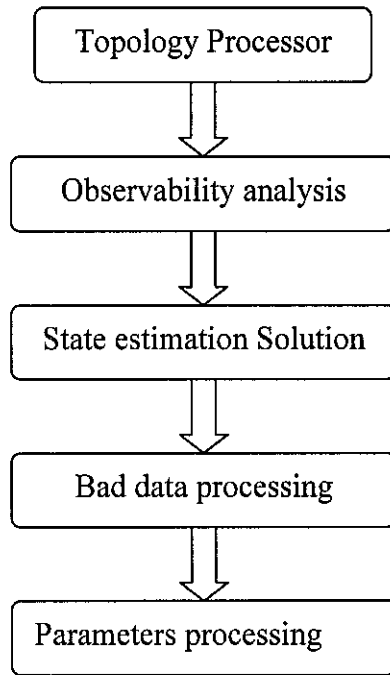 Topology Processor
Observability analysis
State estimation Solution
Bad data processing
Parameters processing